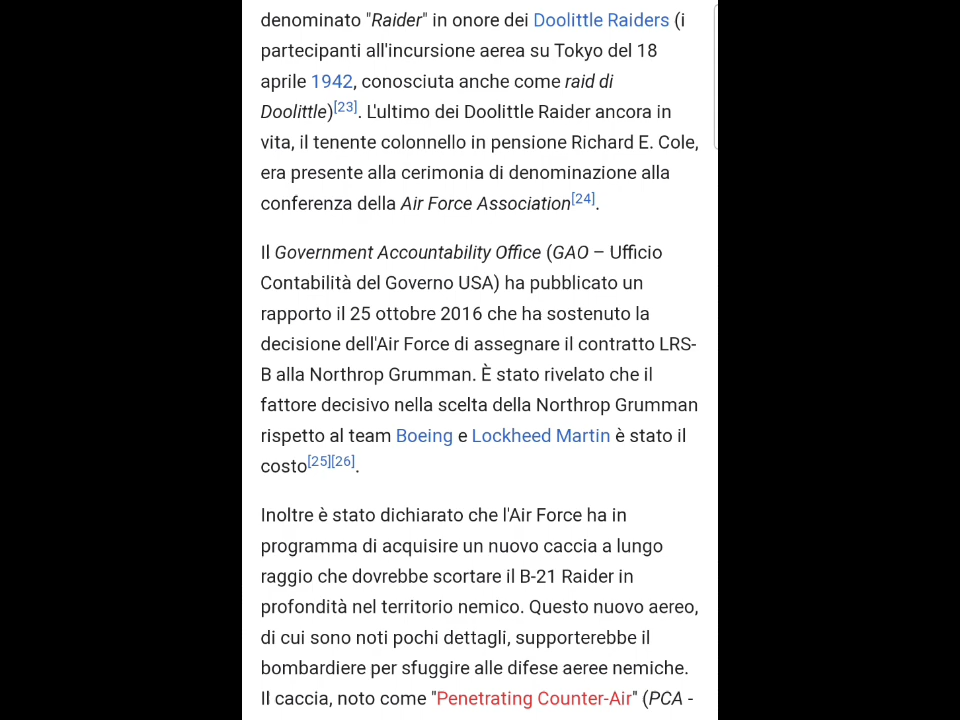 denominato "Raider" in onore dei Doolittle Raiders (i
partecipanti all'incursione aerea su Tokyo del 18
aprile 1942, conosciuta anche come raid di
Doolittle)[23]. L'ultimo dei Doolittle Raider ancora in
vita, il tenente colonnello in pensione Richard E. Cole,
era presente alla cerimonia di denominazione alla
conferenza della Air Force Association[24].
Il Government Accountability Office (GAO – Ufficio
Contabilità del Governo USA) ha pubblicato un
rapporto il 25 ottobre 2016 che ha sostenuto la
decisione dell'Air Force di assegnare il contratto LRS-
B alla Northrop Grumman. È stato rivelato che il
fattore decisivo nella scelta della Northrop Grumman
rispetto al team Boeing e Lockheed Martin è stato il
costo[25][26].
Inoltre è stato dichiarato che l'Air Force ha in
programma di acquisire un nuovo caccia a lungo
raggio che dovrebbe scortare il B-21 Raider in
profondità nel territorio nemico. Questo nuovo aereo,
di cui sono noti pochi dettagli, supporterebbe il
bombardiere per sfuggire alle difese aeree nemiche.
Il caccia, noto come "Penetrating Counter-Air" (PCA -